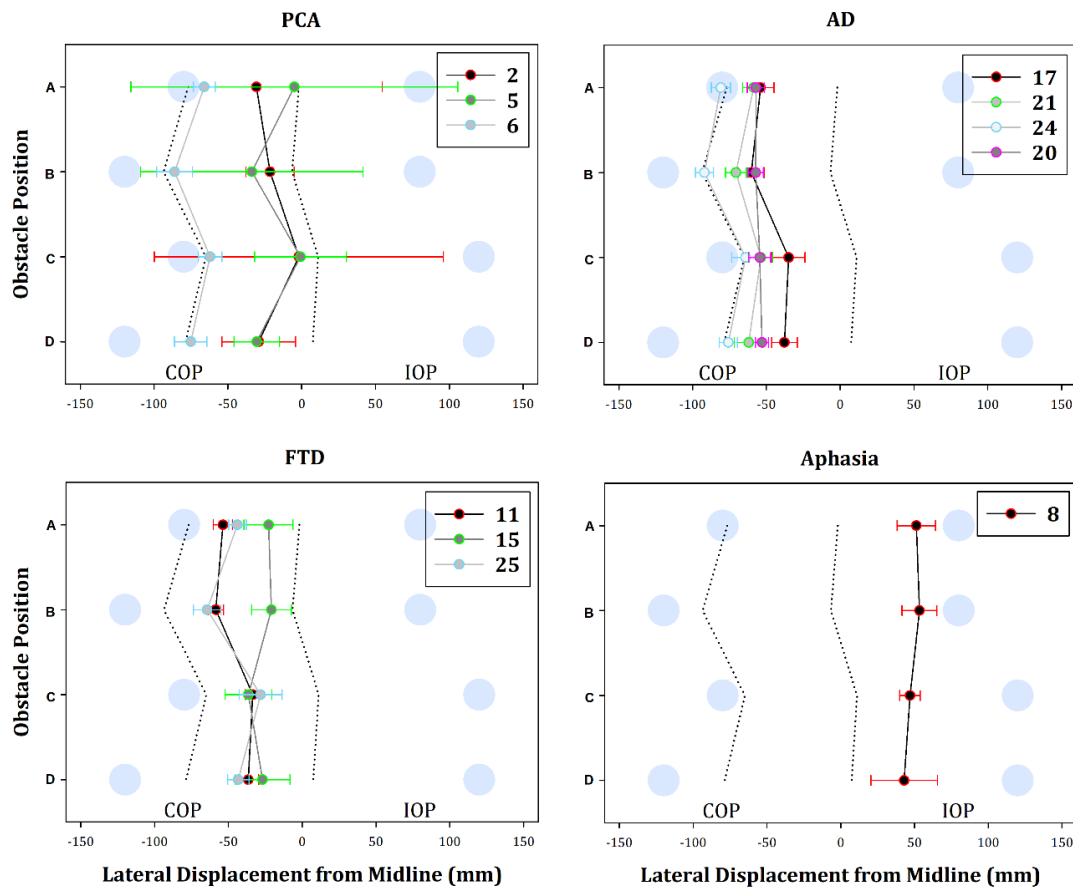 PCA
AD
Obstacle Position
A
B
C
D
2
5
6
COP
IOP
-150 -100 -50 0 50 100 150
A
B
C
D
17
21
24
20
COP
IOP
-150 -100 -50 0 50 100 150
FTD
Aphasia
Obstacle Position
A
B
C
D
11
15
25
COP
IOP
-150 -100 -50 0 50 100 150
A
B
C
D
8
COP
IOP
-150 -100 -50 0 50 100 150
Lateral Displacement from Midline (mm)
Lateral Displacement from Midline (mm)